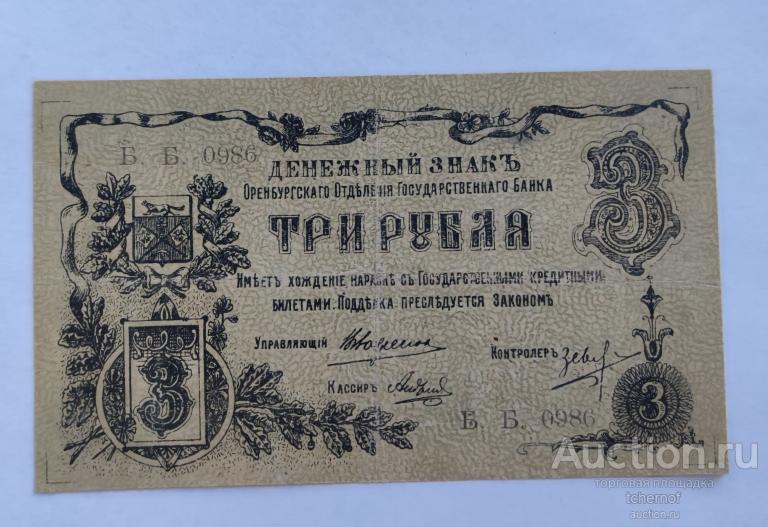 Б. Б. 0986
ДЕНЕЖНЫЙ ЗНАКЪ
ОРЕНБУРГСКАГО ОТДѢЛЕНІЯ ГОСУДАРСТВЕННАГО БАНКА
ТРИ РУБЛЯ
3
ИМѢЕТЪ ХОЖДЕНІЕ НАРАВНѢ СЪ ГОСУДАРСТВЕННЫМИ КРЕДИТНЫМИ
БИЛЕТАМИ. ПОДДѢЛКА ПРЕСЛѢДУЕТСЯ ЗАКОНОМЪ
УПРАВЛЯЮЩІЙ
КОНТРОЛЕРЪ
КАССИРЪ
3
3
Б. Б. 0986
Auction.ru
торговая площадка
tchernof
auction.ru